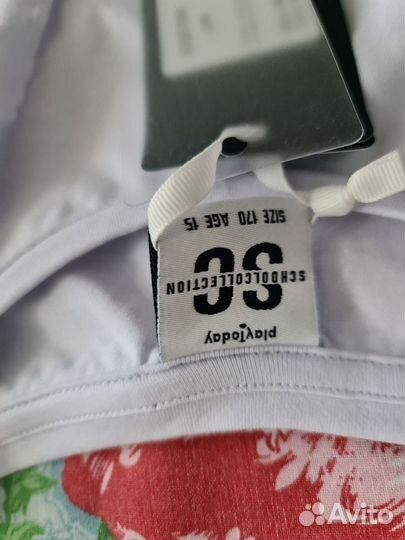 playToday
SC
SCHOOLCOLLECTION
SIZE 170 AGE 15
Avito